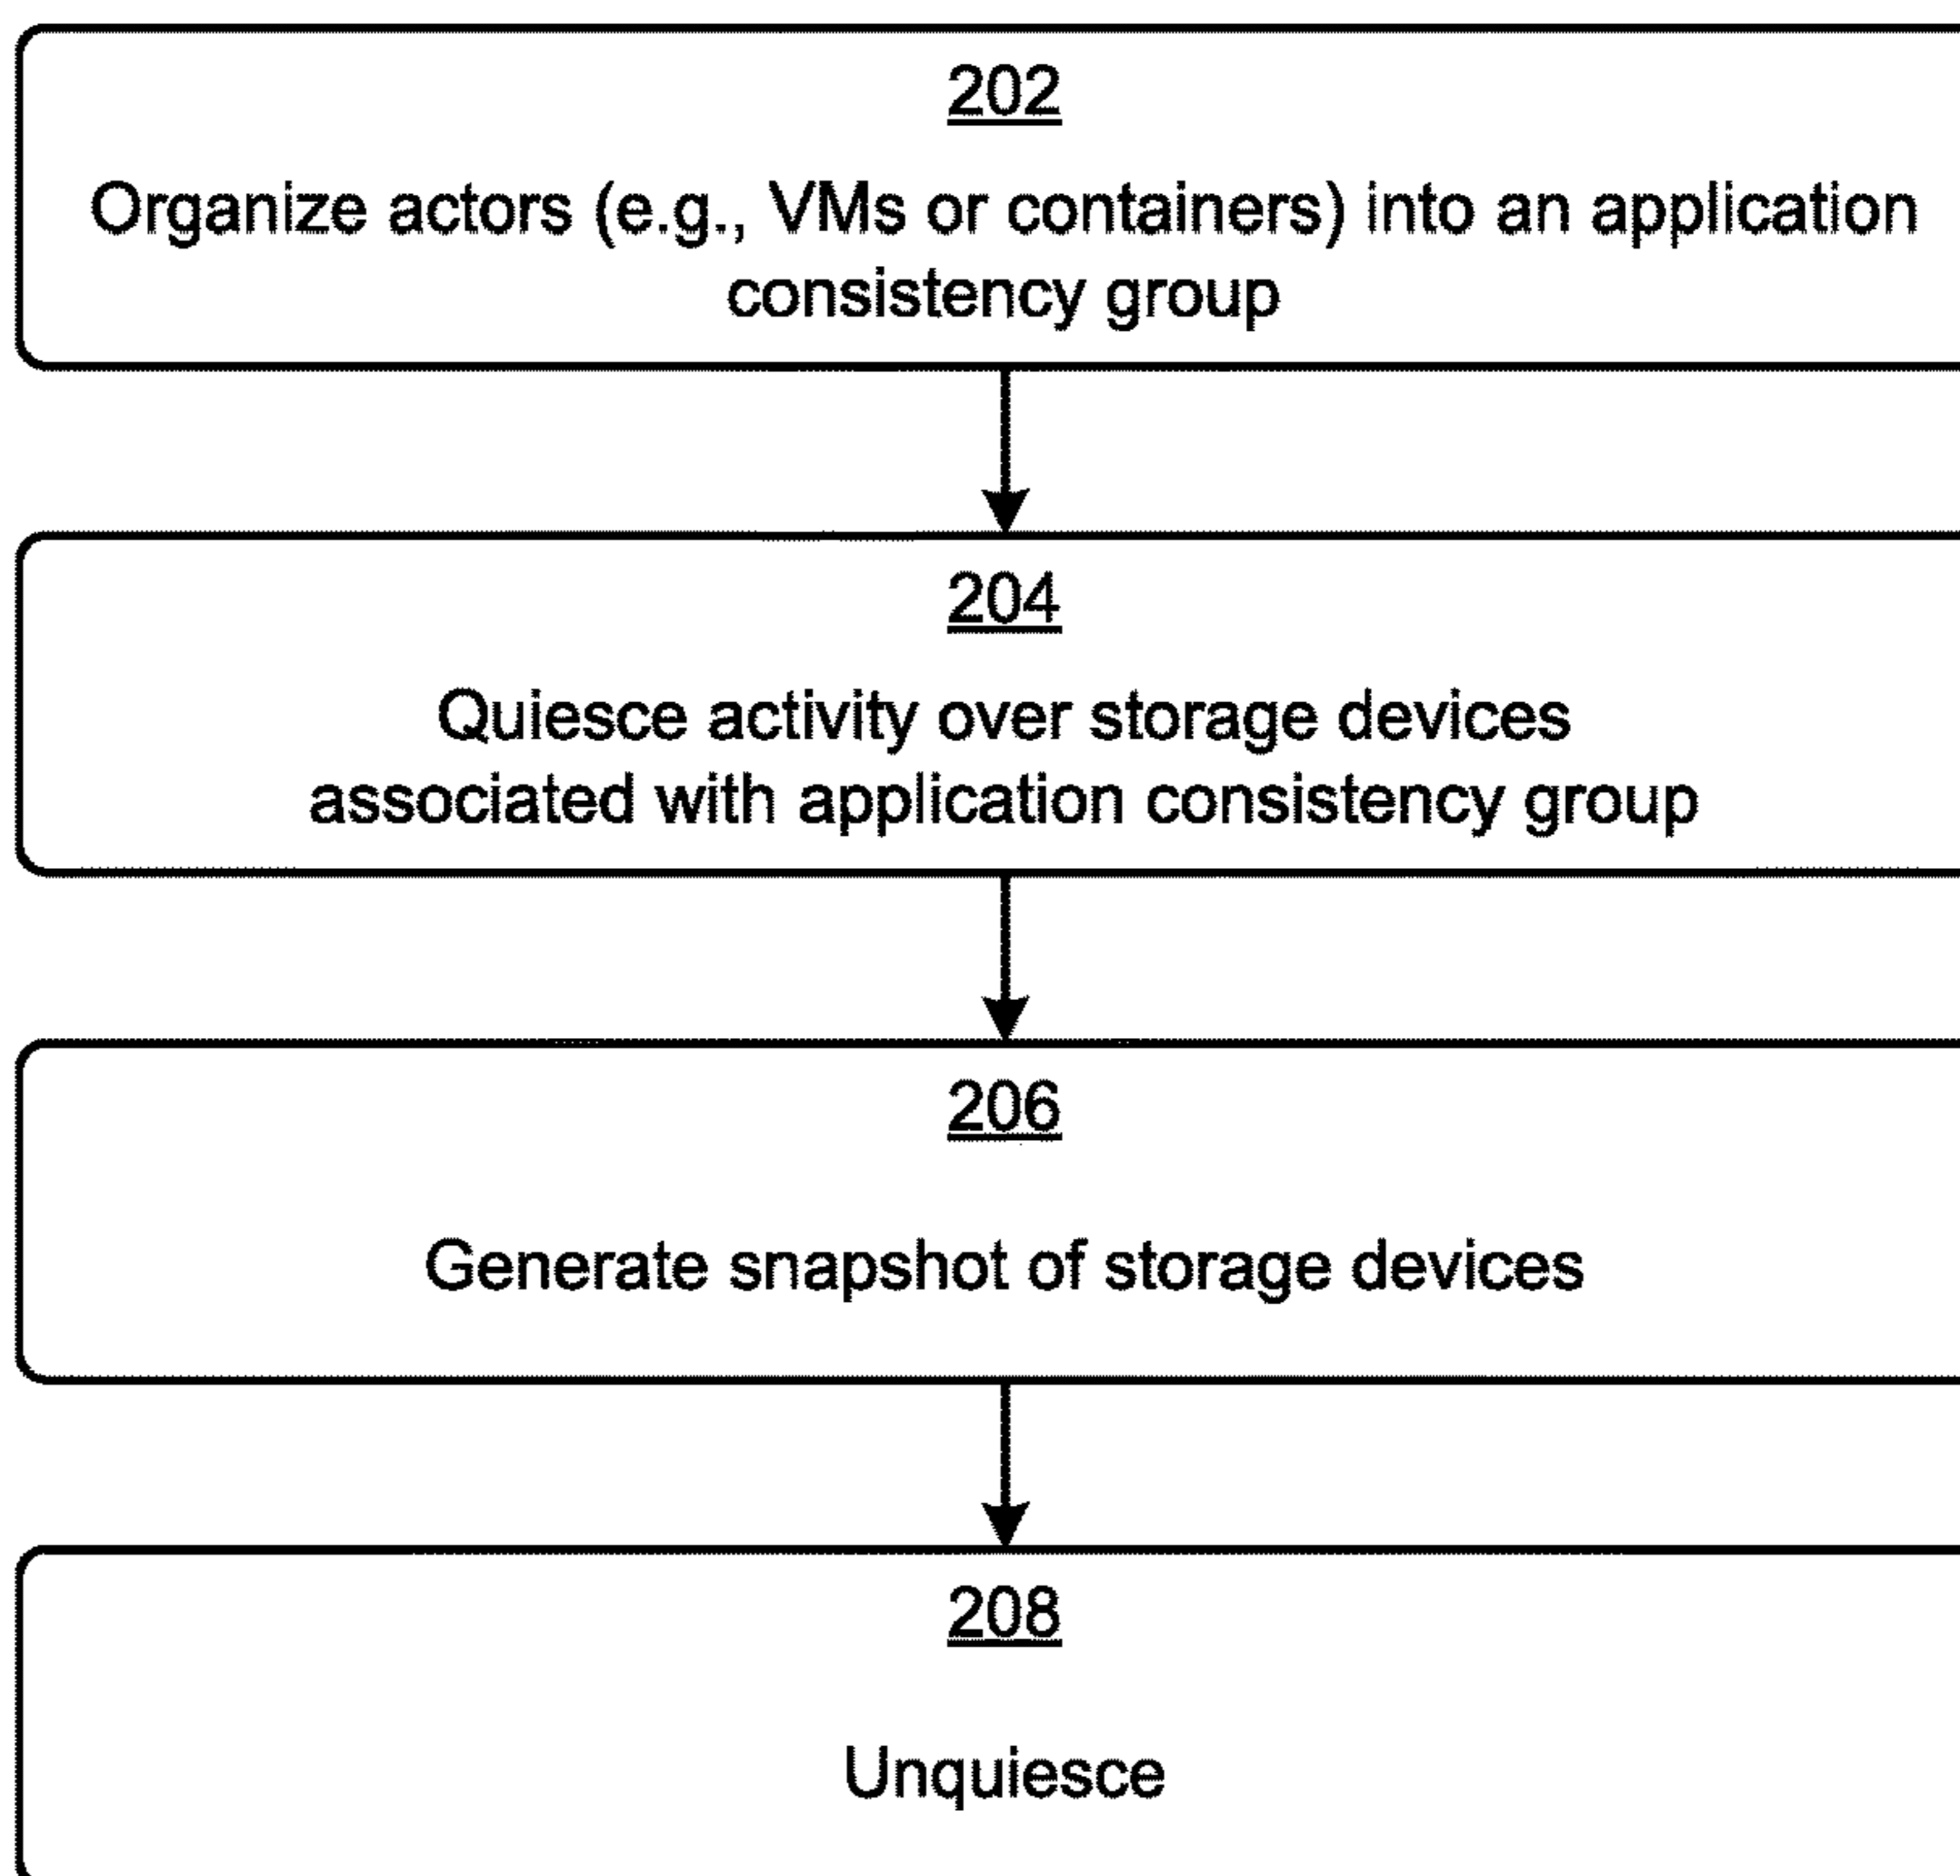 202
Organize actors (e.g., VMs or containers) into an application
consistency group
204
Quiesce activity over storage devices
associated with application consistency group
206
Generate snapshot of storage devices
208
Unquiesce